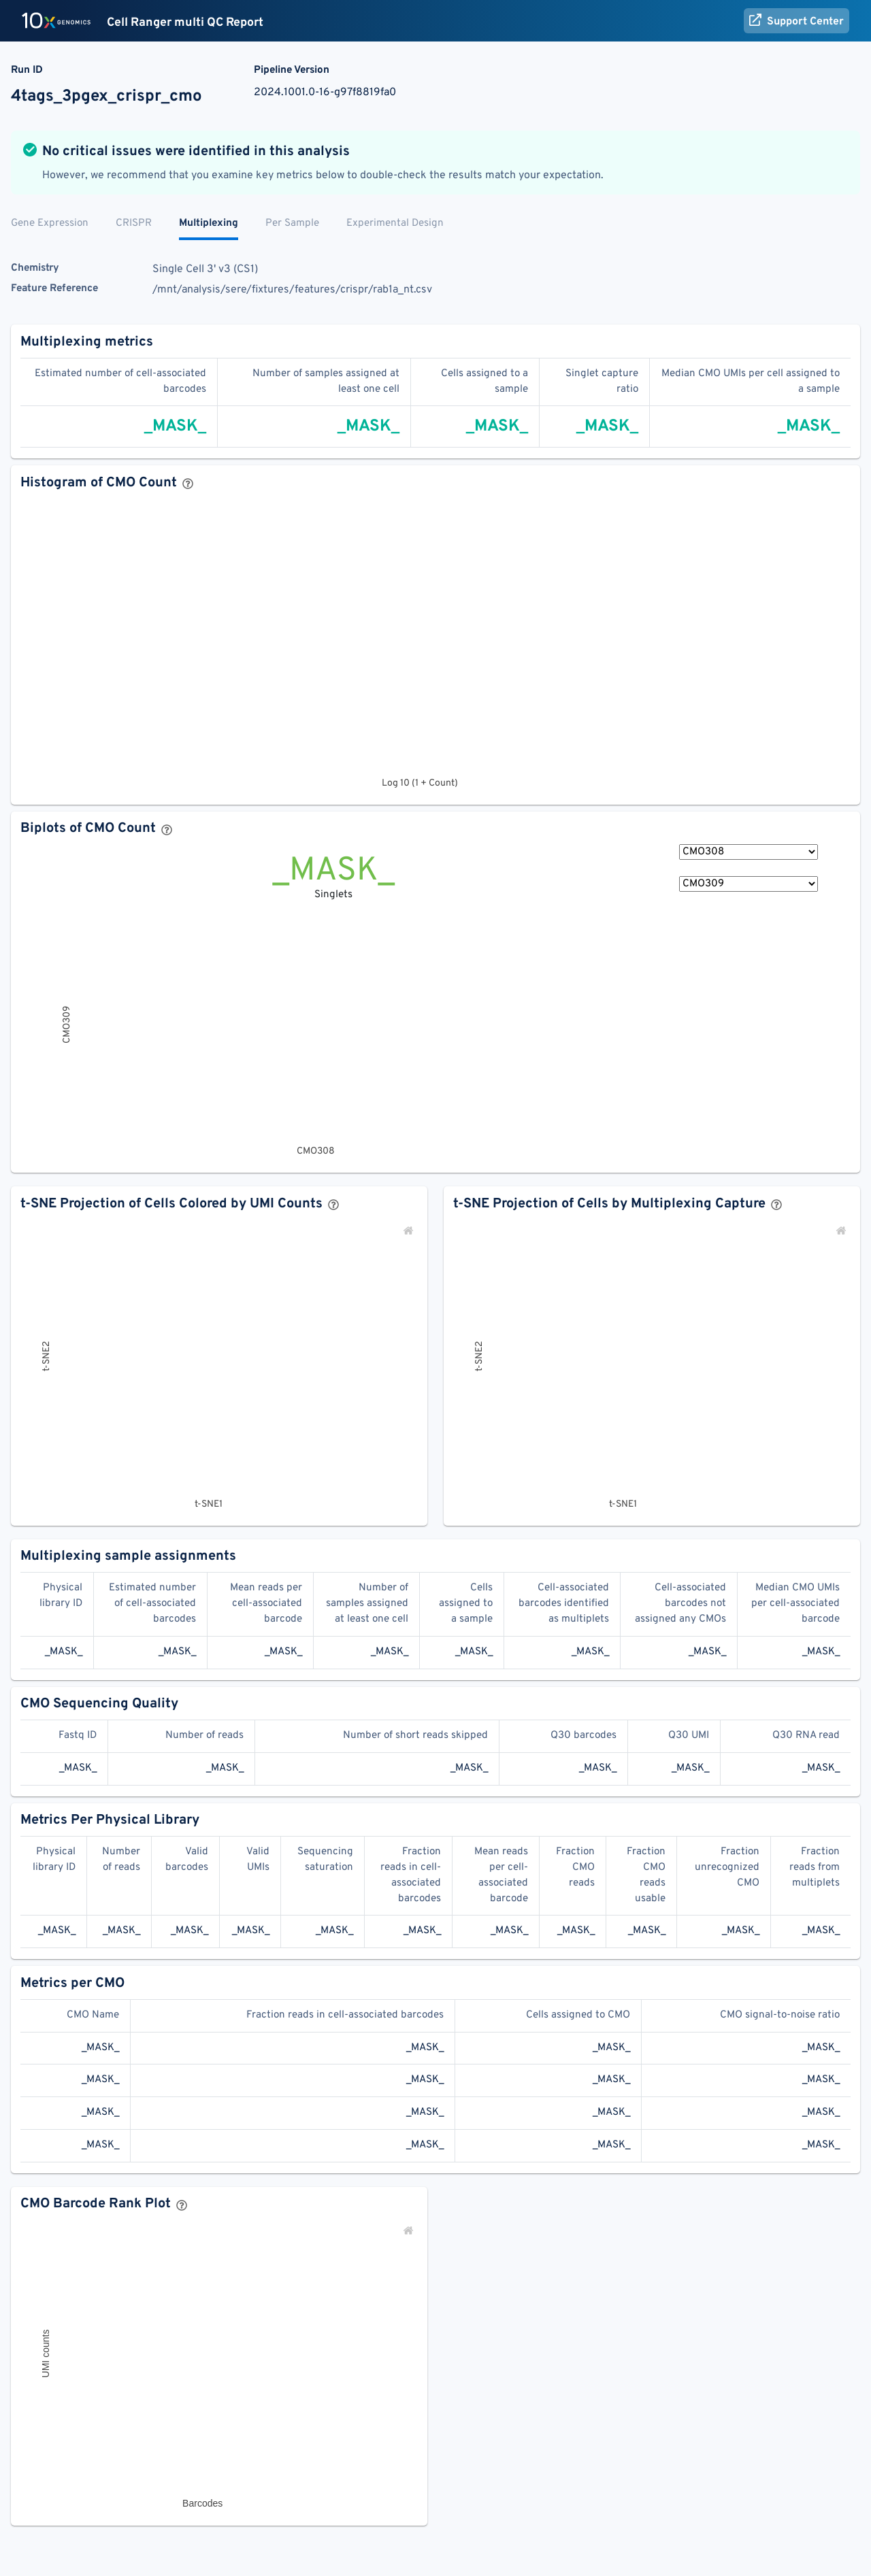 10x GENOMICS Cell Ranger multi QC Report Support Center
Run ID
4tags_3pgex_crispr_cmo
Pipeline Version
2024.1001.0-16-g97f8819fa0
No critical issues were identified in this analysis
However, we recommend that you examine key metrics below to double-check the results match your expectation.
Gene Expression CRISPR Multiplexing Per Sample Experimental Design
Chemistry Single Cell 3' v3 (CS1)
Feature Reference /mnt/analysis/sere/fixtures/features/crispr/rab1a_nt.csv
Multiplexing metrics
Estimated number of cell-associated barcodes
Number of samples assigned at least one cell
Cells assigned to a sample
Singlet capture ratio
Median CMO UMIs per cell assigned to a sample
_MASK_ _MASK_ _MASK_ _MASK_ _MASK_
Histogram of CMO Count ?
Log 10 (1 + Count)
Biplots of CMO Count ?
_MASK_
Singlets
CMO308
CMO309
CMO309
CMO308
t-SNE Projection of Cells Colored by UMI Counts ?
t-SNE2
t-SNE1
t-SNE Projection of Cells by Multiplexing Capture ?
t-SNE2
t-SNE1
Multiplexing sample assignments
Physical library ID
Estimated number of cell-associated barcodes
Mean reads per cell-associated barcode
Number of samples assigned at least one cell
Cells assigned to a sample
Cell-associated barcodes identified as multiplets
Cell-associated barcodes not assigned any CMOs
Median CMO UMIs per cell-associated barcode
_MASK_ _MASK_ _MASK_ _MASK_ _MASK_ _MASK_ _MASK_ _MASK_
CMO Sequencing Quality
Fastq ID Number of reads Number of short reads skipped Q30 barcodes Q30 UMI Q30 RNA read
_MASK_ _MASK_ _MASK_ _MASK_ _MASK_ _MASK_
Metrics Per Physical Library
Physical library ID
Number of reads
Valid barcodes
Valid UMIs
Sequencing saturation
Fraction reads in cell-associated barcodes
Mean reads per cell-associated barcode
Fraction CMO reads
Fraction CMO reads usable
Fraction unrecognized CMO
Fraction reads from multiplets
_MASK_ _MASK_ _MASK_ _MASK_ _MASK_ _MASK_ _MASK_ _MASK_ _MASK_ _MASK_ _MASK_
Metrics per CMO
CMO Name Fraction reads in cell-associated barcodes Cells assigned to CMO CMO signal-to-noise ratio
_MASK_ _MASK_ _MASK_ _MASK_
_MASK_ _MASK_ _MASK_ _MASK_
_MASK_ _MASK_ _MASK_ _MASK_
_MASK_ _MASK_ _MASK_ _MASK_
CMO Barcode Rank Plot ?
UMI counts
Barcodes